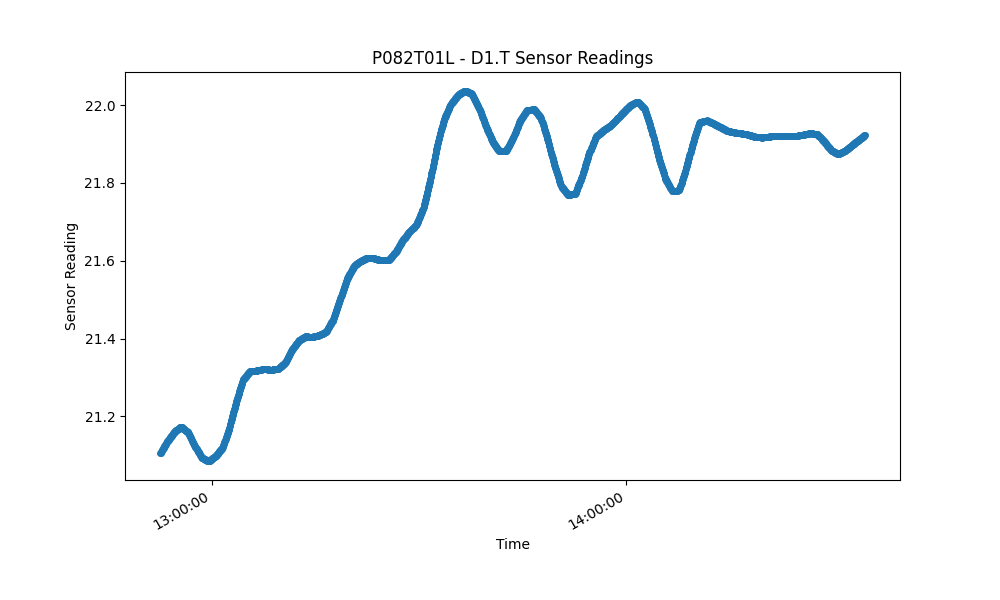 P082T01L - D1.T Sensor Readings
Sensor Reading
22.0
21.8
21.6
21.4
21.2
13:00:00
14:00:00
Time